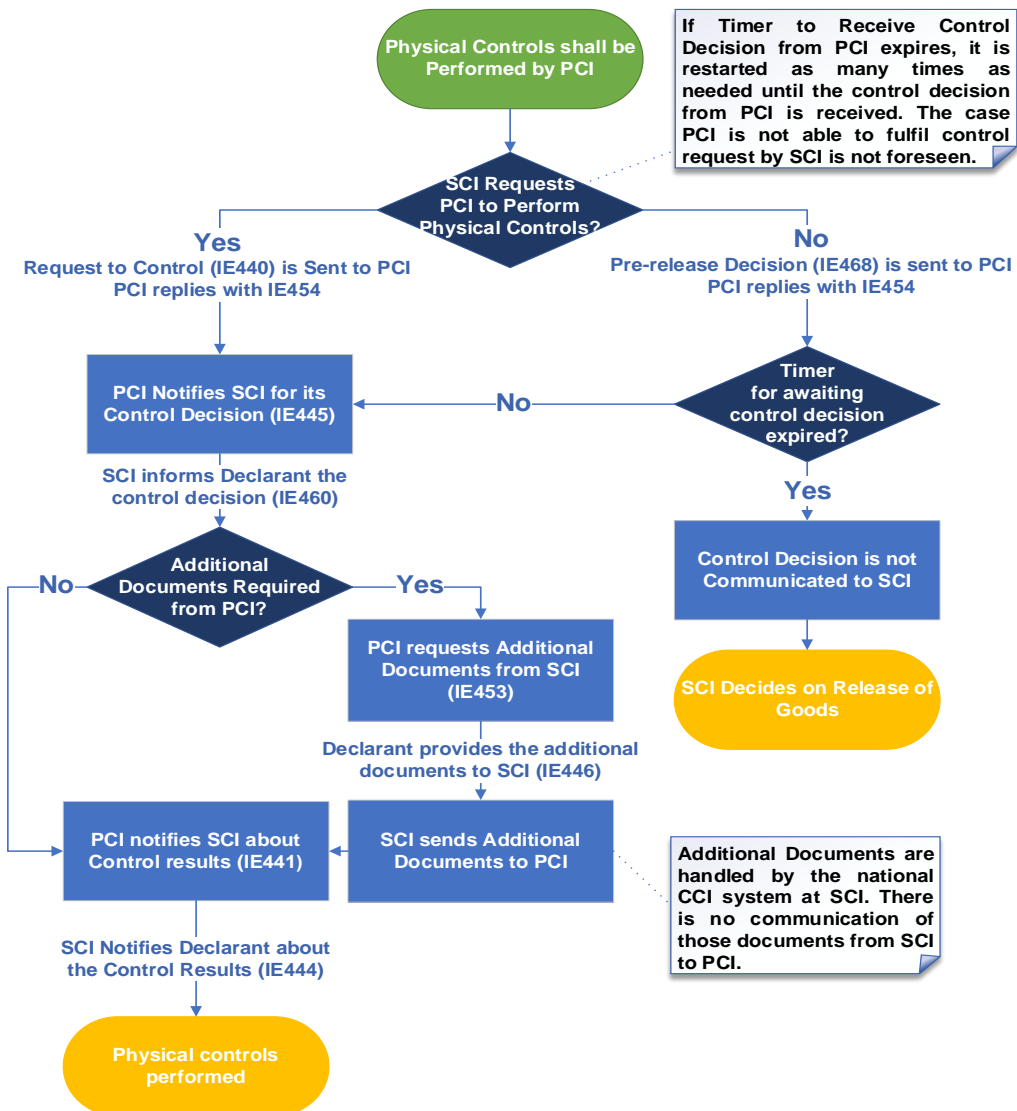 Physical Controls shall be
Performed by PCI
If Timer to Receive Control
Decision from PCI expires, it is
restarted as many times as
needed until the control decision
from PCI is received. The case
PCI is not able to fulfil control
request by SCI is not foreseen.
SCI Requests
PCI to Perform
Physical Controls?
Yes
Request to Control (IE440) is Sent to PCI
PCI replies with IE454
No
Pre-release Decision (IE468) is sent to PCI
PCI replies with IE454
PCI Notifies SCI for its
Control Decision (IE445)
No
Timer
for awaiting
control decision
expired?
SCI informs Declarant the
control decision (IE460)
Yes
Additional
Documents Required
from PCI?
No
Yes
Control Decision is not
Communicated to SCI
PCI requests Additional
Documents from SCI
(IE453)
SCI Decides on Release of
Goods
Declarant provides the additional
documents to SCI (IE446)
PCI notifies SCI about
Control results (IE441)
SCI sends Additional
Documents to PCI
Additional Documents are
handled by the national
CCI system at SCI. There
is no communication of
those documents from SCI
to PCI.
SCI Notifies Declarant about
the Control Results (IE444)
Physical controls
performed